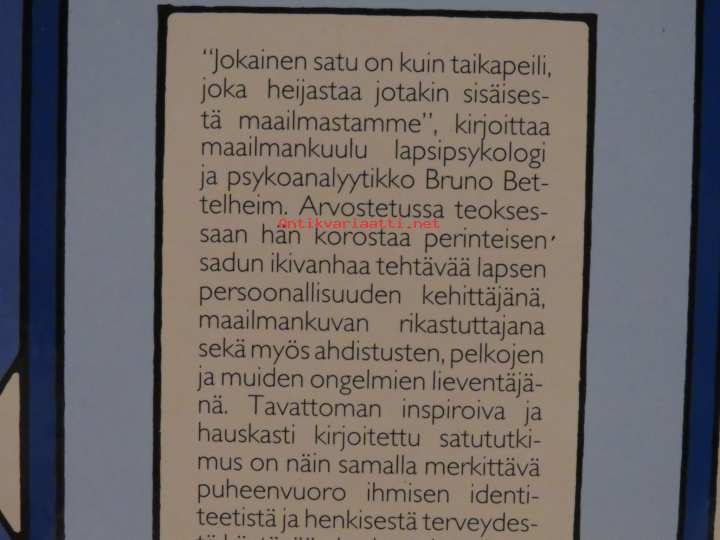 "Jokainen satu on kuin taikapeili,
joka heijastaa jotakin sisäises-
tä maailmastamme", kirjoittaa
maailmankuulu lapsipsykologi
ja psykoanalyytikko Bruno Bet-
telheim. Arvostetussa teokses-
Antikvariaatti.net
saan hän korostaa perinteisen
sadun ikivanhaa tehtävää lapsen
persoonallisuuden kehittäjänä,
maailmankuvan rikastuttajana
sekä myös ahdistusten, pelkojen
ja muiden ongelmien lieventäjä-
nä. Tavattoman inspiroiva ja
hauskasti kirjoitettu satututki-
mus on näin samalla merkittävä
puheenvuoro ihmisen identi-
teetistä ja henkisestä terveydes-